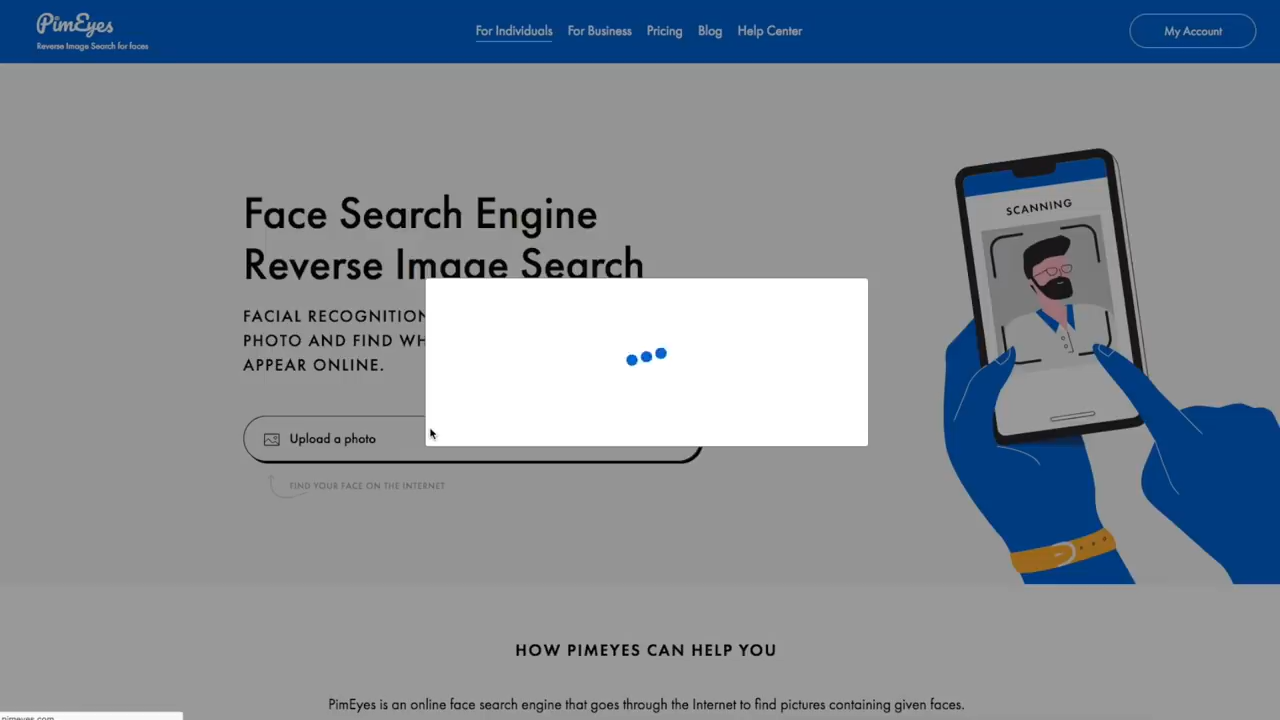 PimEyes
Reverse Image Search for faces
For Individuals
For Business
Pricing
Blog
Help Center
My Account
SCANNING
Face Search Engine
Reverse Image Search
FACIAL RECOGNITION
PHOTO AND FIND WH
APPEAR ONLINE.
Upload a photo
FIND YOUR FACE ON THE INTERNET
HOW PIMEYES CAN HELP YOU
PimEyes is an online face search engine that goes through the Internet to find pictures containing given faces.
pimeyes.com